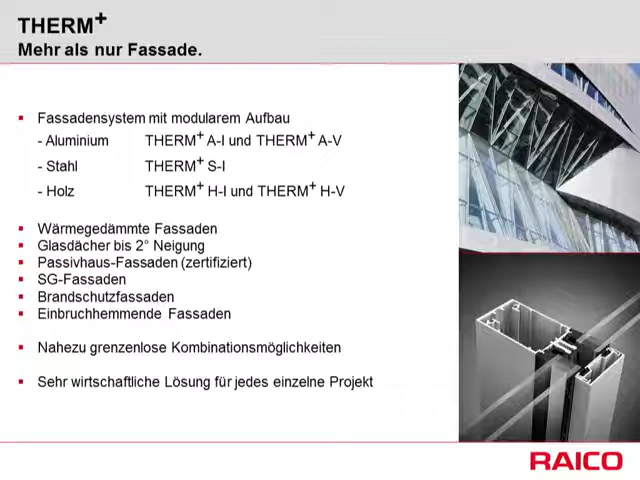 THERM+
Mehr als nur Fassade.
▪ Fassadensystem mit modularem Aufbau
- Aluminium THERM+ A-I und THERM+ A-V
- Stahl THERM+ S-I
- Holz THERM+ H-I und THERM+ H-V
▪ Wärmegedämmte Fassaden
▪ Glasdächer bis 2° Neigung
▪ Passivhaus-Fassaden (zertifiziert)
▪ SG-Fassaden
▪ Brandschutzfassaden
▪ Einbruchhemmende Fassaden
▪ Nahezu grenzenlose Kombinationsmöglichkeiten
▪ Sehr wirtschaftliche Lösung für jedes einzelne Projekt
RAICO